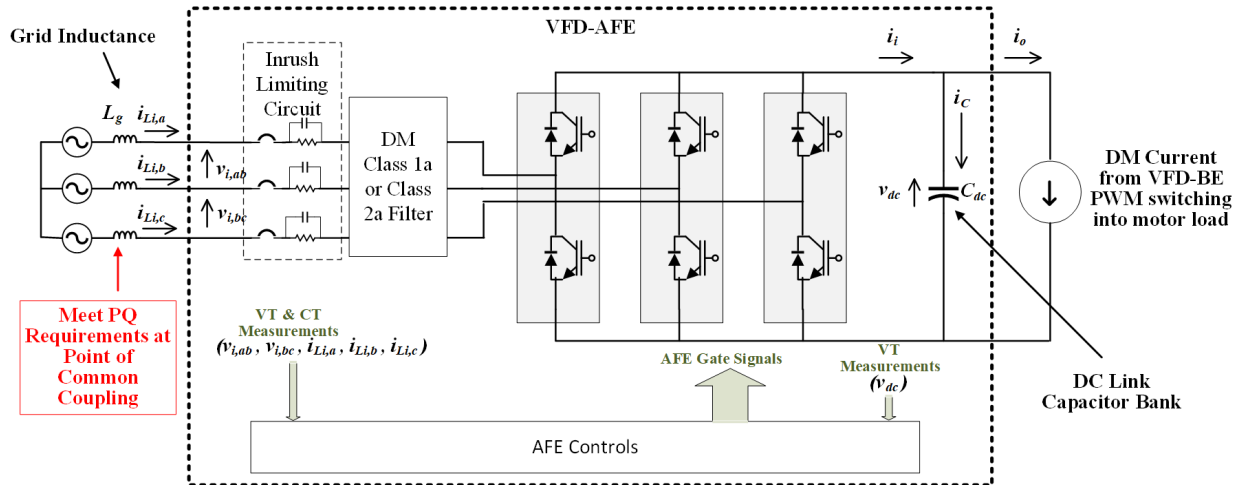 VFD-AFE
Grid Inductance
Inrush
Limiting
Circuit
L_g
i_Li,a
i_Li,b
i_Li,c
v_i,ab
v_i,bc
DM
Class 1a
or Class
2a Filter
i_i
i_o
i_C
v_dc
C_dc
DM Current
from VFD-BE
PWM switching
into motor load
Meet PQ
Requirements at
Point of
Common
Coupling
VT & CT
Measurements
(v_i,ab , v_i,bc , i_Li,a , i_Li,b , i_Li,c )
AFE Gate Signals
VT
Measurements
(v_dc)
DC Link
Capacitor Bank
AFE Controls